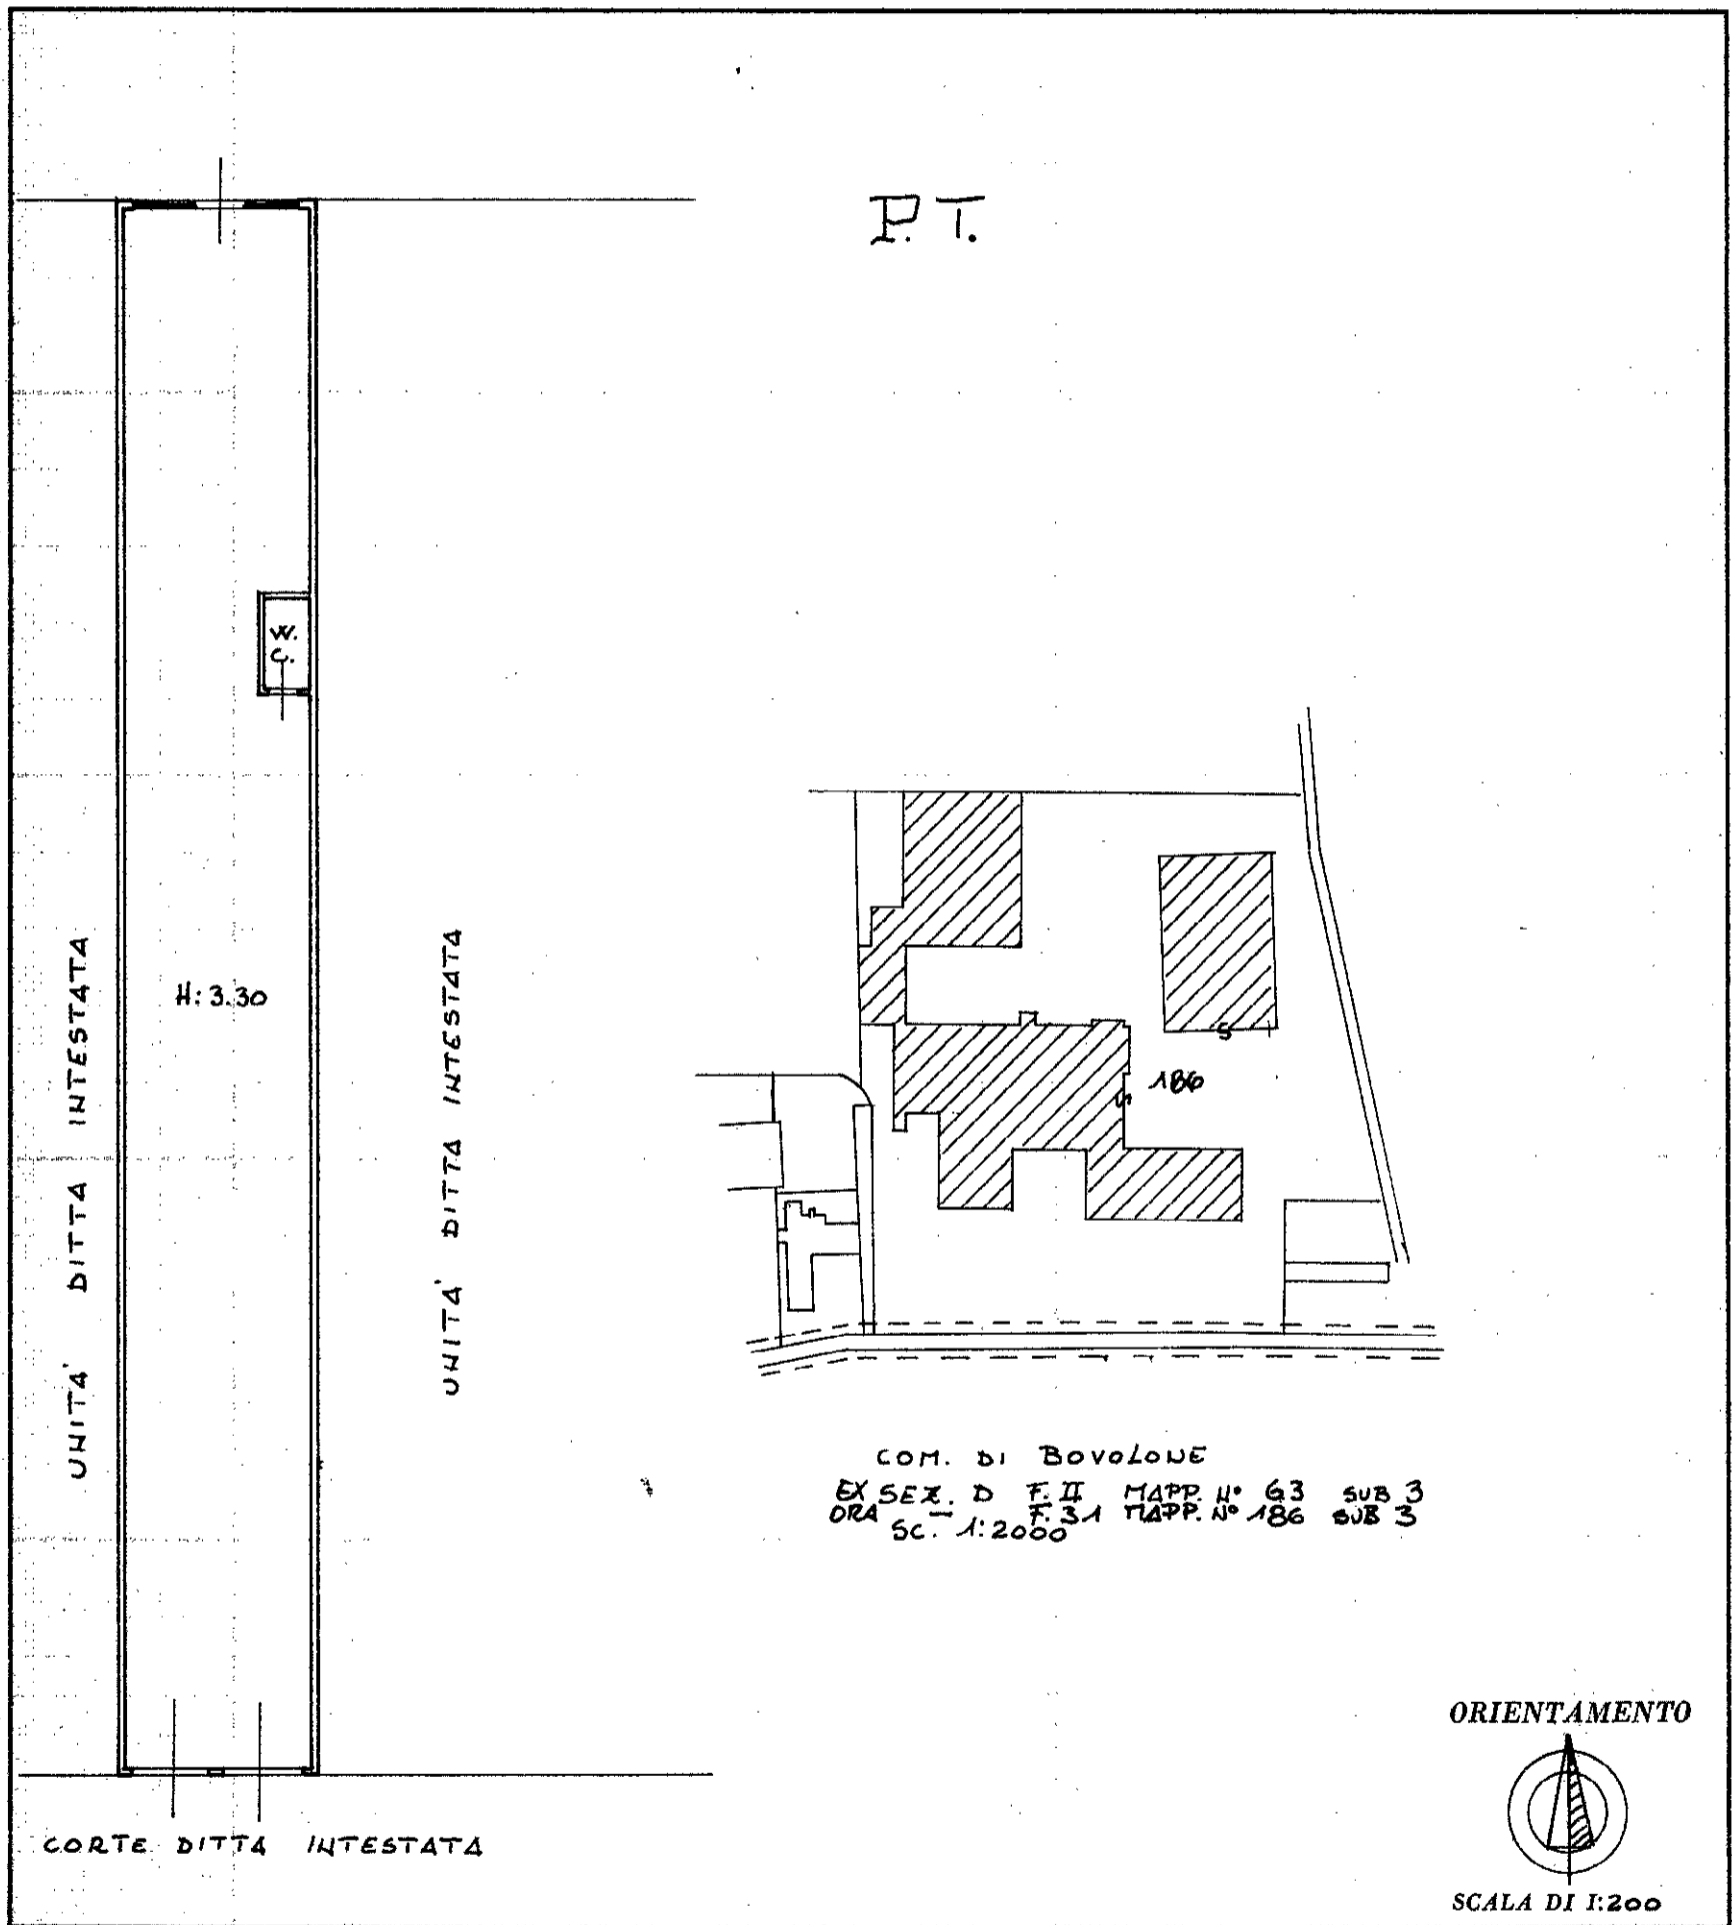 P.T.
W.
C.
H: 3.30
UNITA' DITTA INTESTATA
UNITA' DITTA INTESTATA
S
186
S
COM. DI BOVOLONE
EX SEZ. D F. II MAPP. N° 63 SUB 3
ORA — F. 31 MAPP. N° 186 SUB 3
SC. 1:2000
ORIENTAMENTO
SCALA DI 1:200
CORTE DITTA INTESTATA